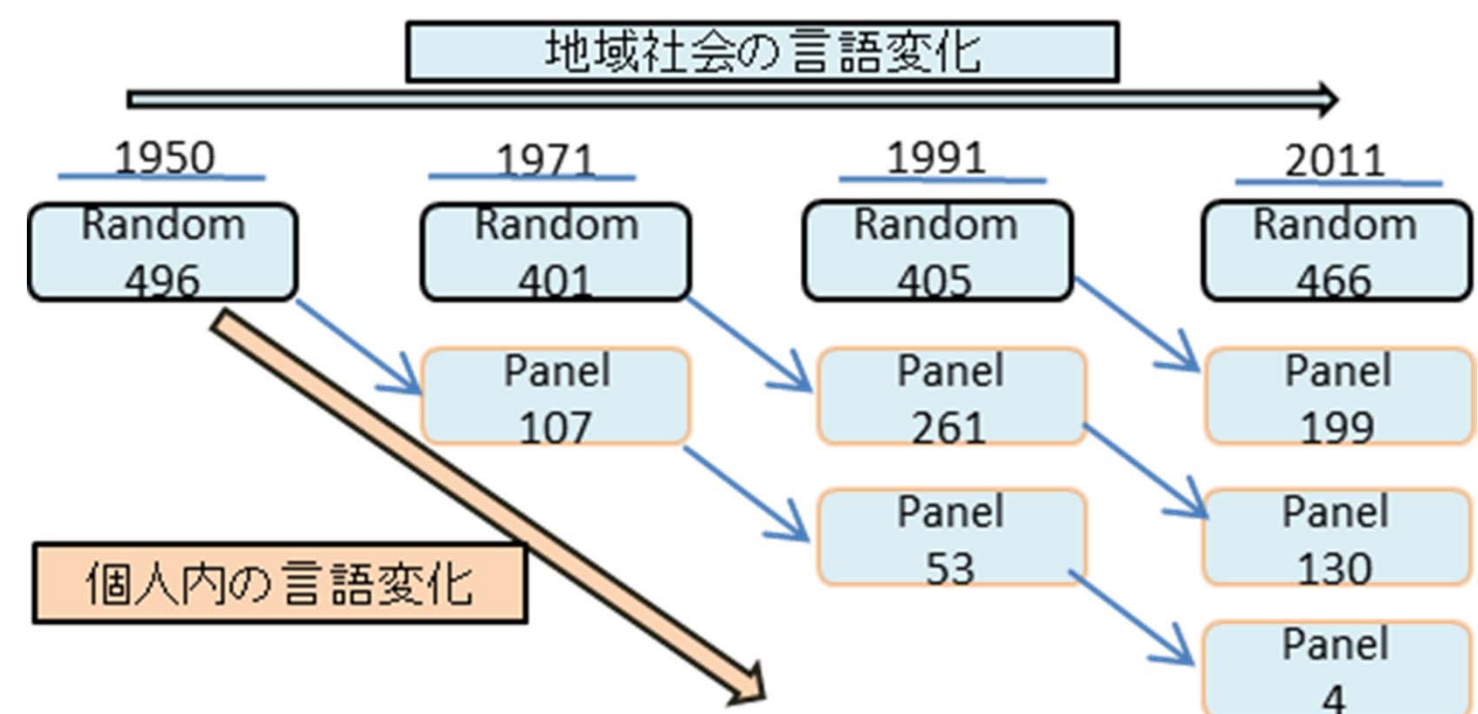 地域社会の言語変化
1950 1971 1991 2011
Random Random Random Random
496 401 405 466
Panel Panel Panel
107 261 199
Panel Panel
53 130
個人内の言語変化
Panel
4